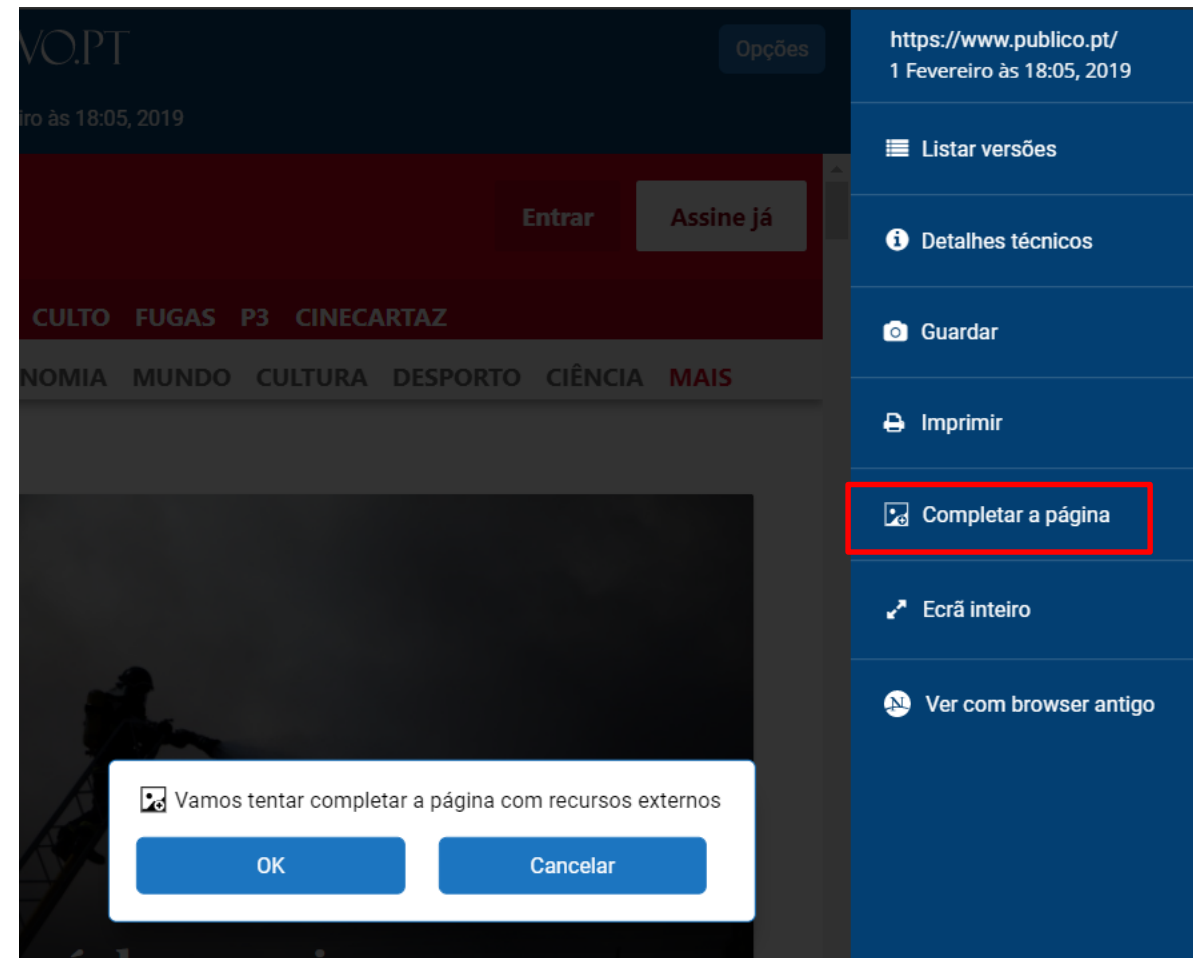 VO.PT
Opções
iro às 18:05, 2019
Entrar
Assine já
CULTO FUGAS P3 CINECARTAZ
NOMIA MUNDO CULTURA DESPORTO CIÊNCIA MAIS
Vamos tentar completar a página com recursos externos
OK
Cancelar
https://www.publico.pt/
1 Fevereiro às 18:05, 2019
Listar versões
Detalhes técnicos
Guardar
Imprimir
Completar a página
Ecrã inteiro
Ver com browser antigo